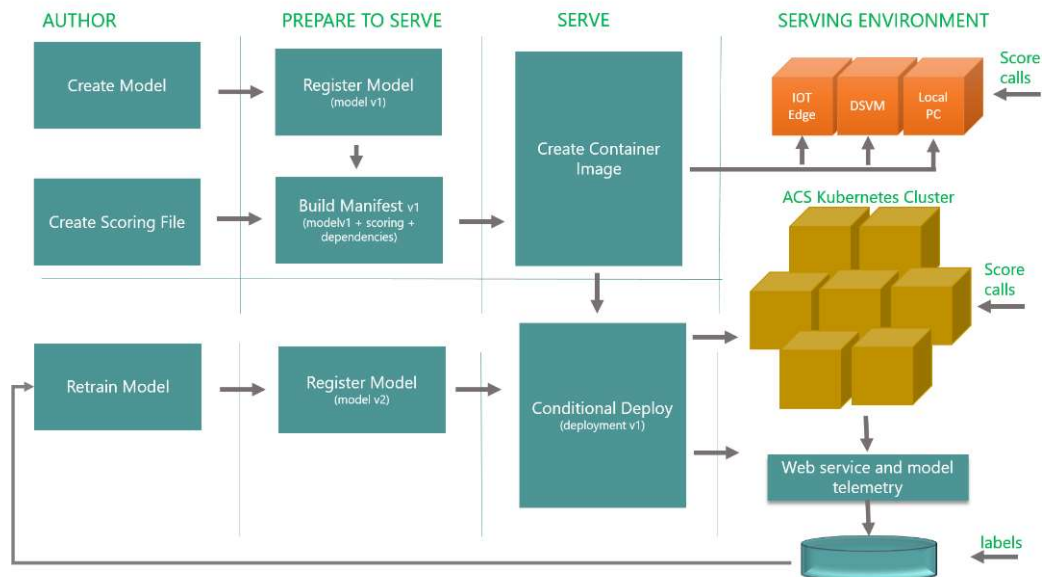 AUTHOR
PREPARE TO SERVE
SERVE
SERVING ENVIRONMENT
Create Model
Register Model
(model v1)
Create Container
Image
IOT
Edge
DSVM
Local
PC
Score
calls
Create Scoring File
Build Manifest v1
(modelv1 + scoring +
dependencies)
ACS Kubernetes Cluster
Score
calls
Retrain Model
Register Model
(model v2)
Conditional Deploy
(deployment v1)
Web service and model
telemetry
labels